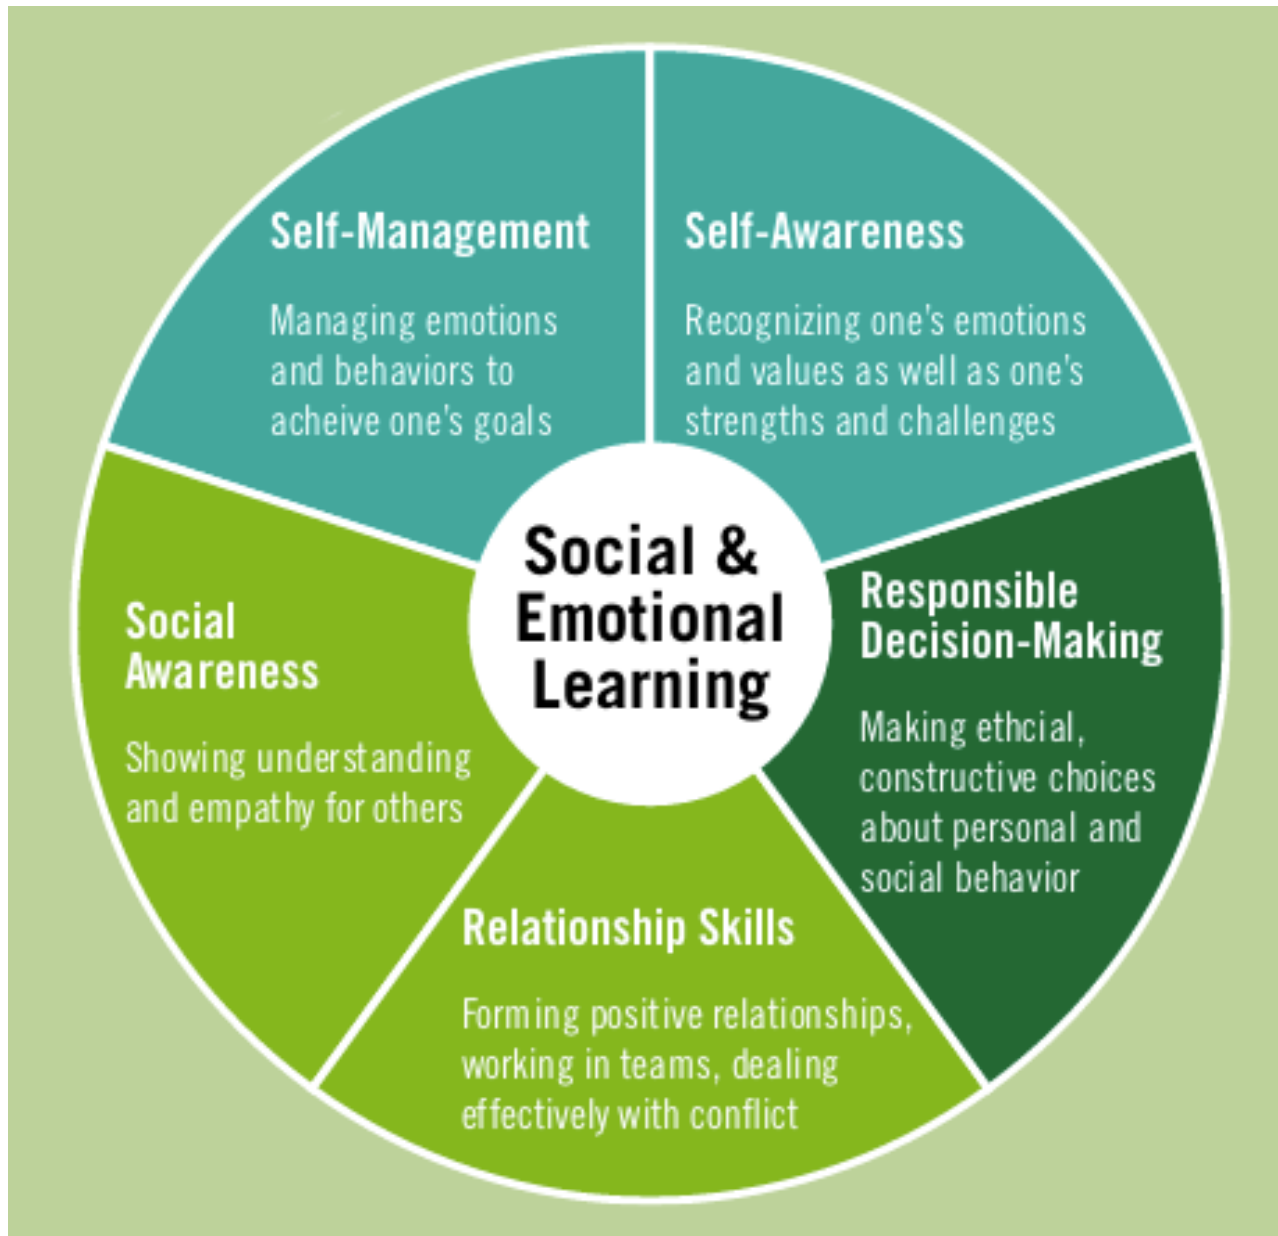 Self-Management
Managing emotions
and behaviors to
acheive one's goals
Self-Awareness
Recognizing one's emotions
and values as well as one's
strengths and challenges
Social &
Emotional
Learning
Social
Awareness
Showing understanding
and empathy for others
Responsible
Decision-Making
Making ethcial,
constructive choices
about personal and
social behavior
Relationship Skills
Forming positive relationships,
working in teams, dealing
effectively with conflict